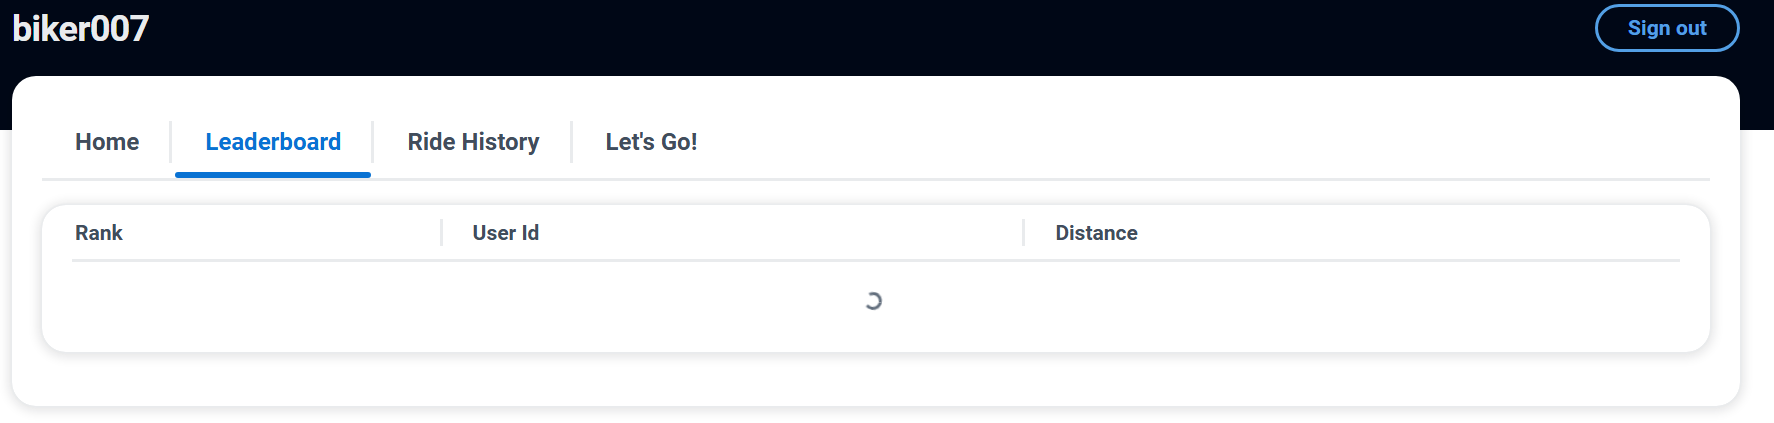 biker007
Sign out
Home
Leaderboard
Ride History
Let's Go!
Rank
User Id
Distance